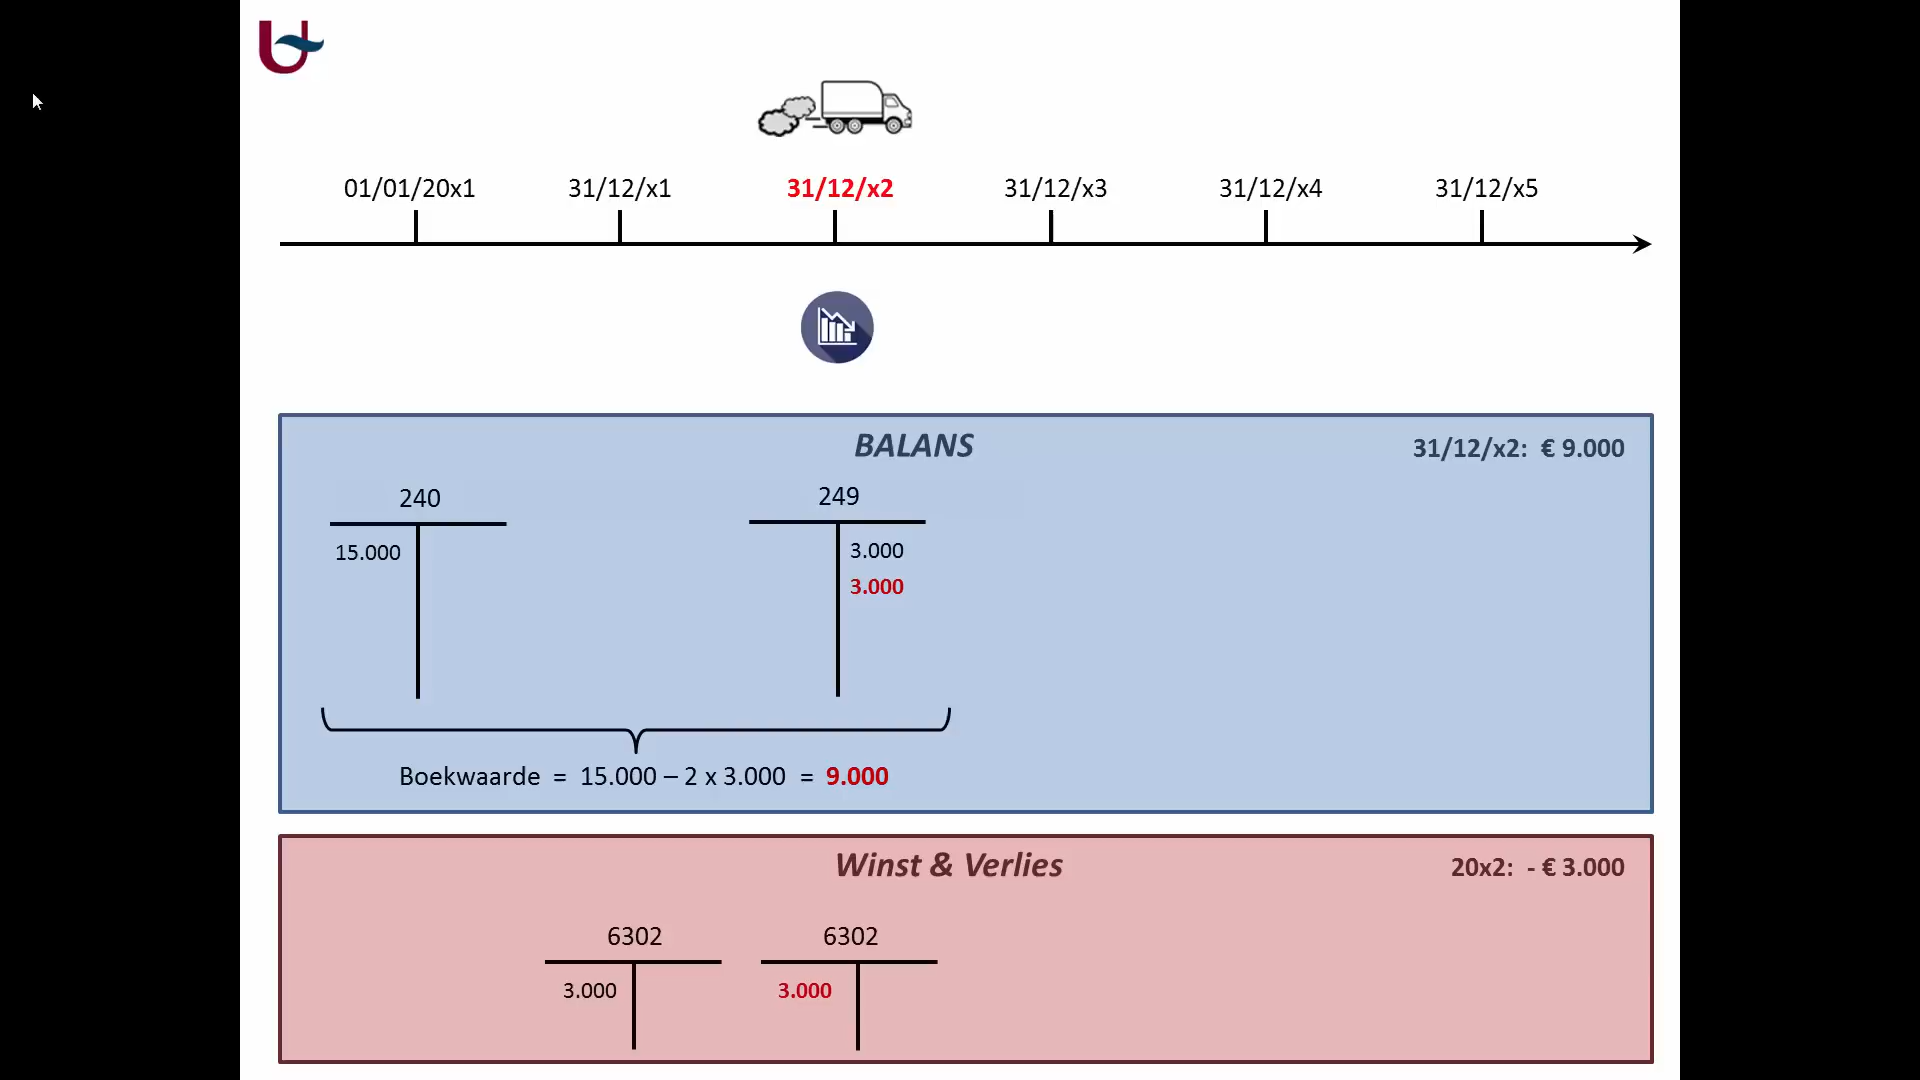 01/01/20x1 31/12/x1 31/12/x2 31/12/x3 31/12/x4 31/12/x5
BALANS
31/12/x2: € 9.000
240
15.000
249
3.000
3.000
Boekwaarde = 15.000 – 2 x 3.000 = 9.000
Winst & Verlies
20x2: - € 3.000
6302
3.000
6302
3.000